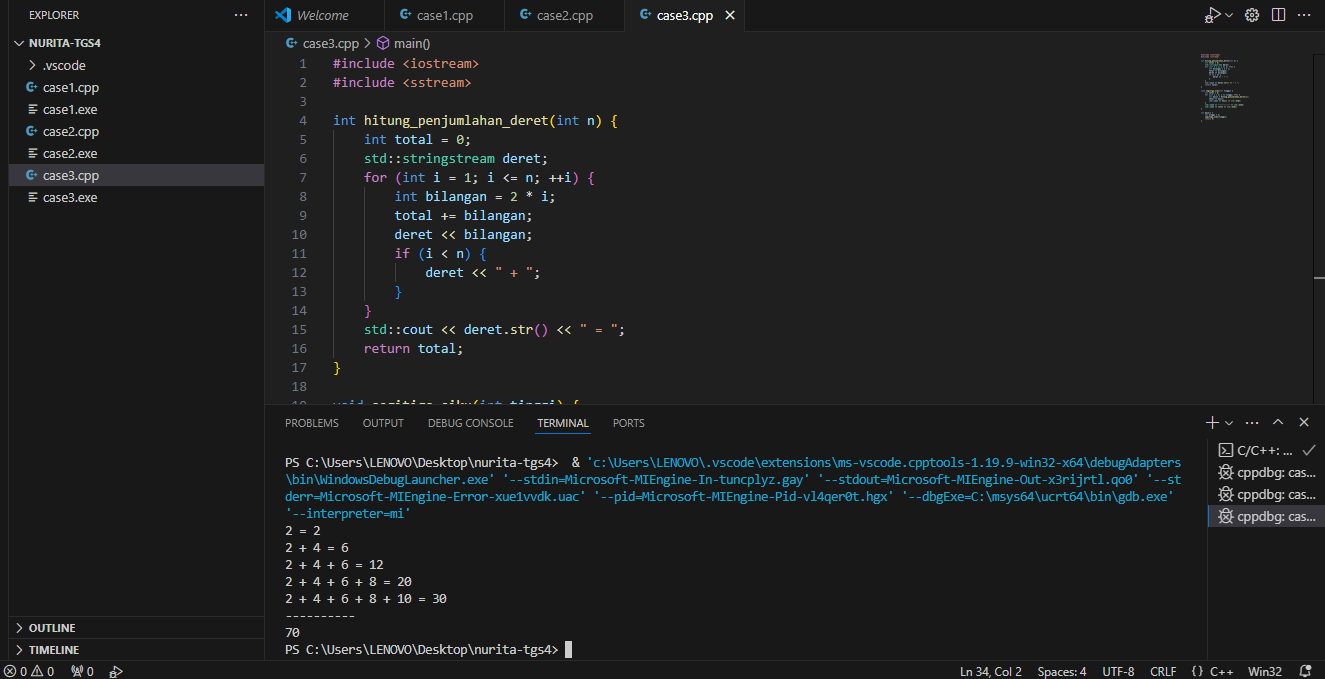 EXPLORER
NURITA-TGS4
.vscode
case1.cpp
case1.exe
case2.cpp
case2.exe
case3.cpp
case3.exe
OUTLINE
TIMELINE
Welcome
case1.cpp
case2.cpp
case3.cpp
case3.cpp > main()
1 #include <iostream>
2 #include <sstream>
3
4 int hitung_penjumlahan_deret(int n) {
5 int total = 0;
6 std::stringstream deret;
7 for (int i = 1; i <= n; ++i) {
8 int bilangan = 2 * i;
9 total += bilangan;
10 deret << bilangan;
11 if (i < n) {
12 deret << " + ";
13 }
14 }
15 std::cout << deret.str() << " = ";
16 return total;
17 }
18
PROBLEMS OUTPUT DEBUG CONSOLE TERMINAL PORTS
PS C:\Users\LENOVO\Desktop\nurita-tgs4> & 'c:\Users\LENOVO\.vscode\extensions\ms-vscode.cpptools-1.19.9-win32-x64\debugAdapters
\bin\WindowsDebugLauncher.exe' '--stdin=Microsoft-MIEngine-In-tuncplyz.gay' '--stdout=Microsoft-MIEngine-Out-x3rijrtl.qo0' '--st
derr=Microsoft-MIEngine-Error-xue1vvdk.uac' '--pid=Microsoft-MIEngine-Pid-vl4qer0t.hgx' '--dbgExe=C:\msys64\ucrt64\bin\gdb.exe'
'--interpreter=mi'
2 = 2
2 + 4 = 6
2 + 4 + 6 = 12
2 + 4 + 6 + 8 = 20
2 + 4 + 6 + 8 + 10 = 30
----------
70
PS C:\Users\LENOVO\Desktop\nurita-tgs4>
C/C++: ...
cppdbg: cas...
cppdbg: cas...
cppdbg: cas...
0 0 0
Ln 34, Col 2 Spaces: 4 UTF-8 CRLF {} C++ Win32